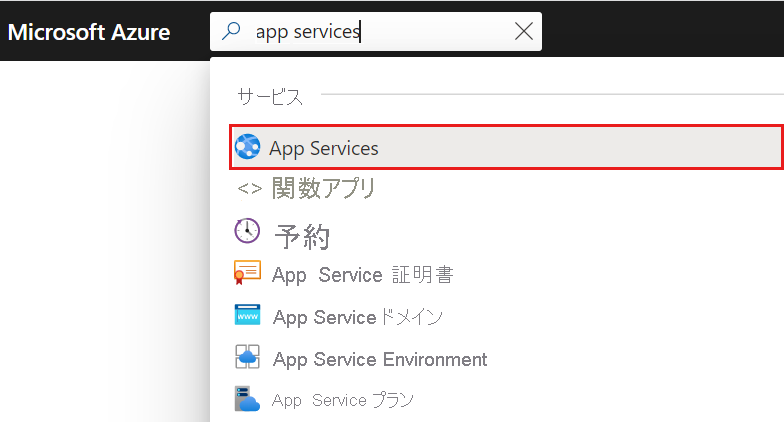 Microsoft Azure
app services
サービス
App Services
<> 関数アプリ
予約
App Service 証明書
www
App Serviceドメイン
App Service Environment
App Service プラン